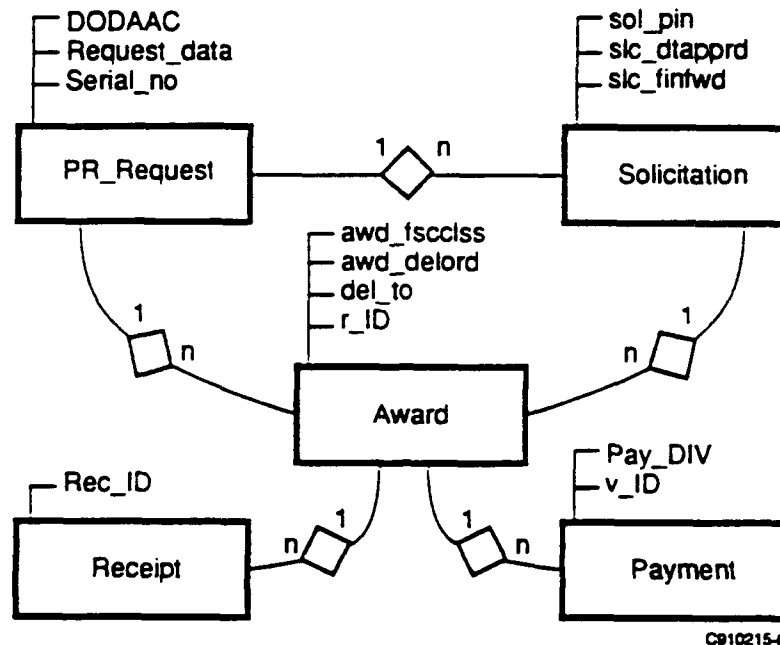 DODAAC
Request_data
Serial_no
PR_Request
1
n
sol_pin
slc_dtapprd
slc_finfwd
Solicitation
awd_fscclss
awd_delord
del_to
r_ID
1
n
1
n
Award
Rec_ID
Receipt
n
1
Pay_DIV
v_ID
1
n
Payment